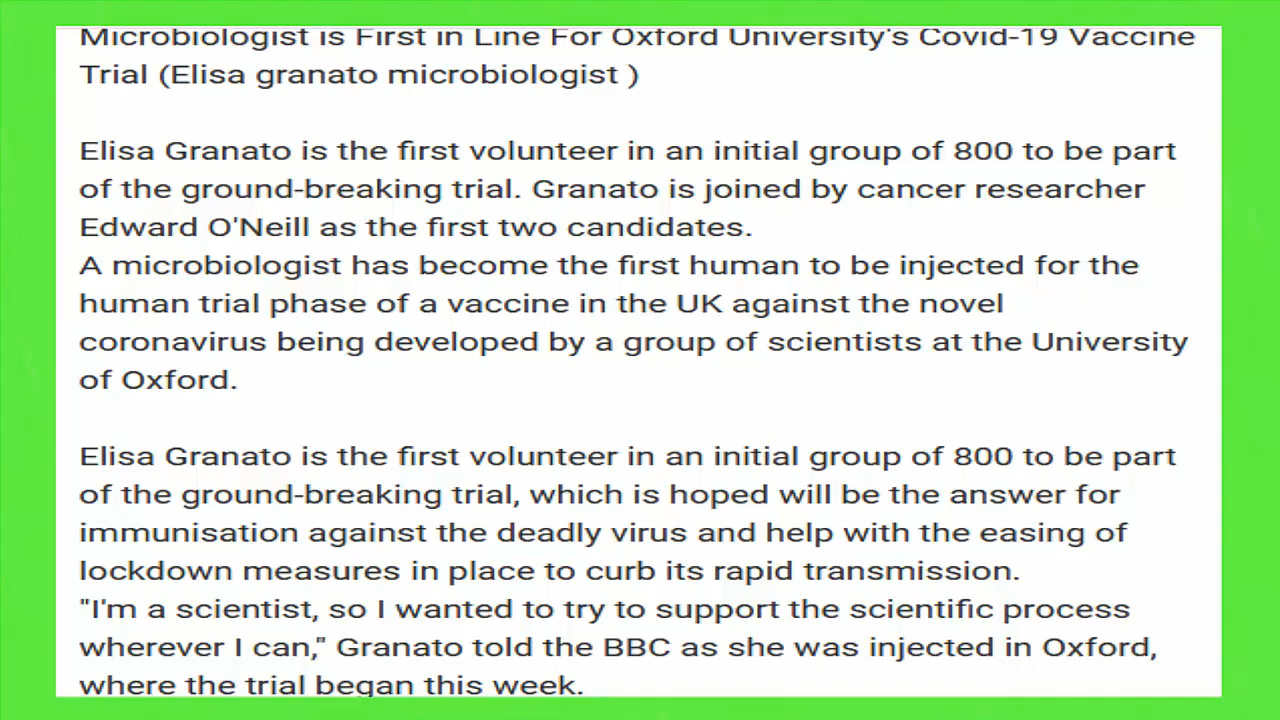 Microbiologist is First in Line For Oxford University's Covid-19 Vaccine
Trial (Elisa granato microbiologist )
Elisa Granato is the first volunteer in an initial group of 800 to be part
of the ground-breaking trial. Granato is joined by cancer researcher
Edward O'Neill as the first two candidates.
A microbiologist has become the first human to be injected for the
human trial phase of a vaccine in the UK against the novel
coronavirus being developed by a group of scientists at the University
of Oxford.
Elisa Granato is the first volunteer in an initial group of 800 to be part
of the ground-breaking trial, which is hoped will be the answer for
immunisation against the deadly virus and help with the easing of
lockdown measures in place to curb its rapid transmission.
"I'm a scientist, so I wanted to try to support the scientific process
wherever I can," Granato told the BBC as she was injected in Oxford,
where the trial began this week.